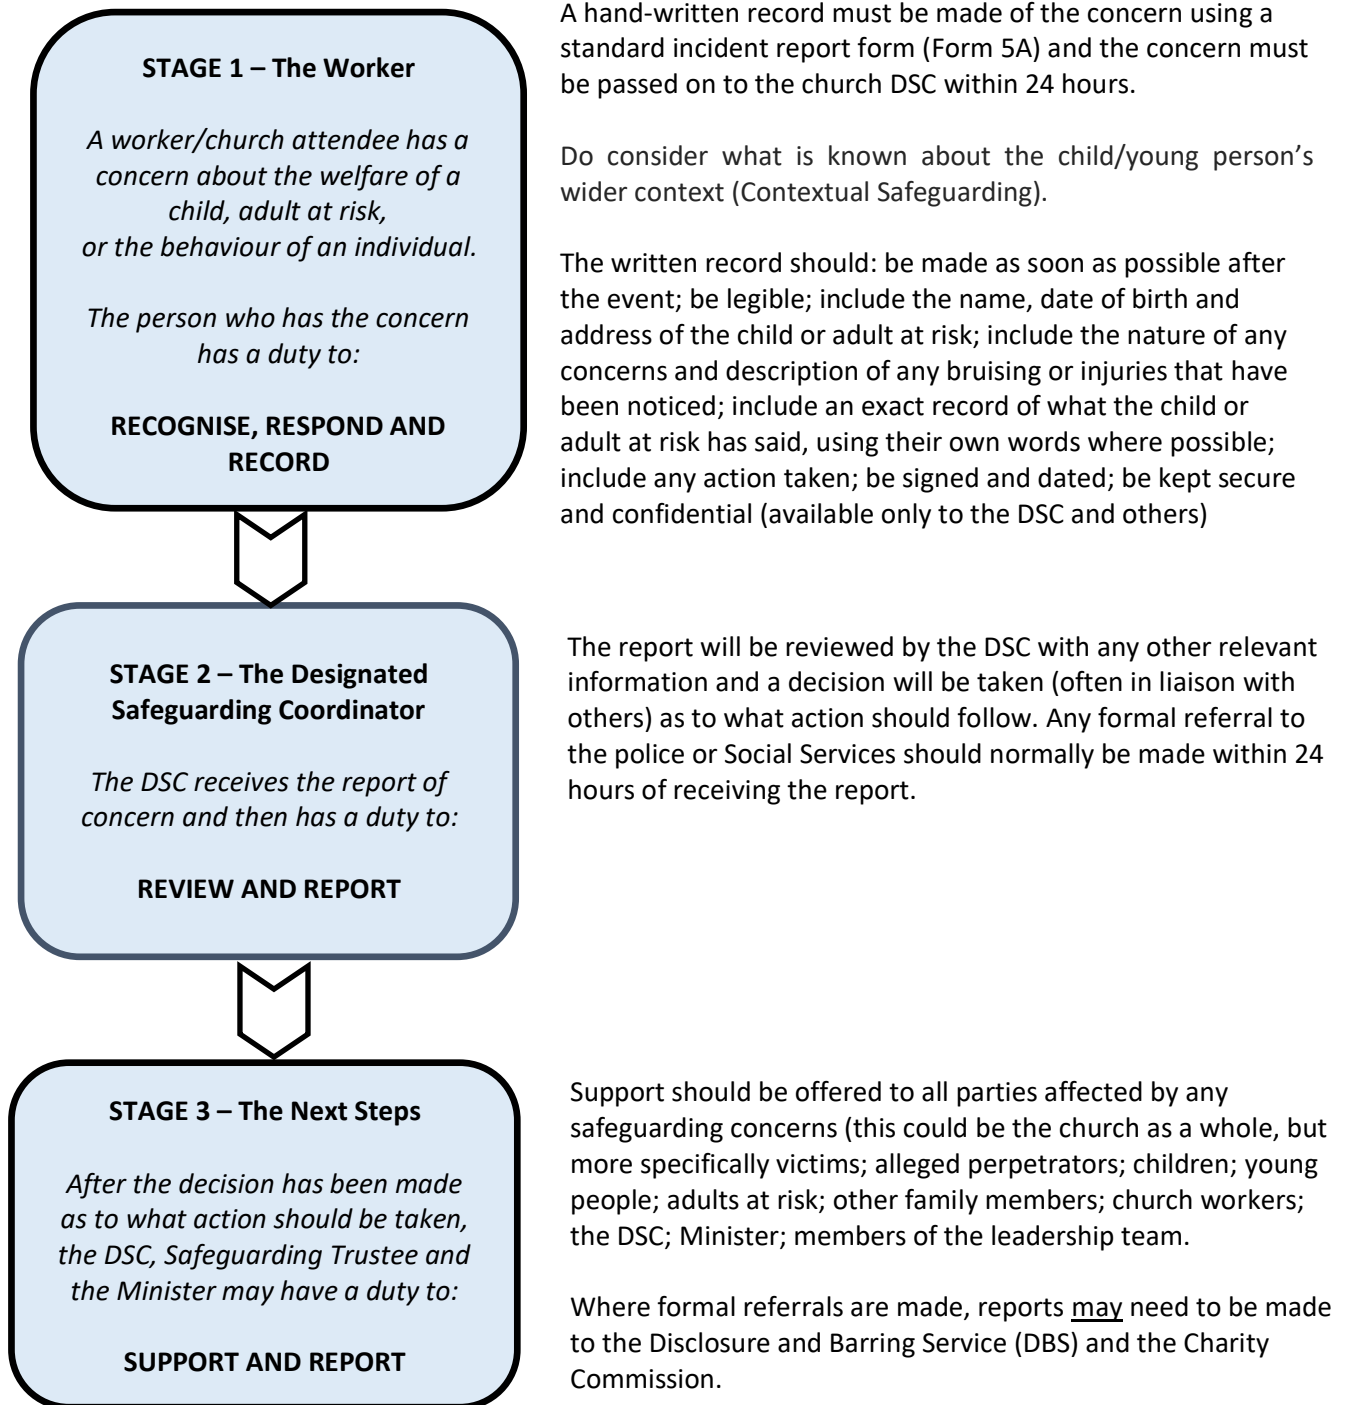 STAGE 1 – The Worker
A worker/church attendee has a
concern about the welfare of a
child, adult at risk,
or the behaviour of an individual.
The person who has the concern
has a duty to:
RECOGNISE, RESPOND AND
RECORD
A hand-written record must be made of the concern using a
standard incident report form (Form 5A) and the concern must
be passed on to the church DSC within 24 hours.
Do consider what is known about the child/young person’s
wider context (Contextual Safeguarding).
The written record should: be made as soon as possible after
the event; be legible; include the name, date of birth and
address of the child or adult at risk; include the nature of any
concerns and description of any bruising or injuries that have
been noticed; include an exact record of what the child or
adult at risk has said, using their own words where possible;
include any action taken; be signed and dated; be kept secure
and confidential (available only to the DSC and others)
STAGE 2 – The Designated
Safeguarding Coordinator
The DSC receives the report of
concern and then has a duty to:
REVIEW AND REPORT
The report will be reviewed by the DSC with any other relevant
information and a decision will be taken (often in liaison with
others) as to what action should follow. Any formal referral to
the police or Social Services should normally be made within 24
hours of receiving the report.
STAGE 3 – The Next Steps
After the decision has been made
as to what action should be taken,
the DSC, Safeguarding Trustee and
the Minister may have a duty to:
SUPPORT AND REPORT
Support should be offered to all parties affected by any
safeguarding concerns (this could be the church as a whole, but
more specifically victims; alleged perpetrators; children; young
people; adults at risk; other family members; church workers;
the DSC; Minister; members of the leadership team.
Where formal referrals are made, reports may need to be made
to the Disclosure and Barring Service (DBS) and the Charity
Commission.